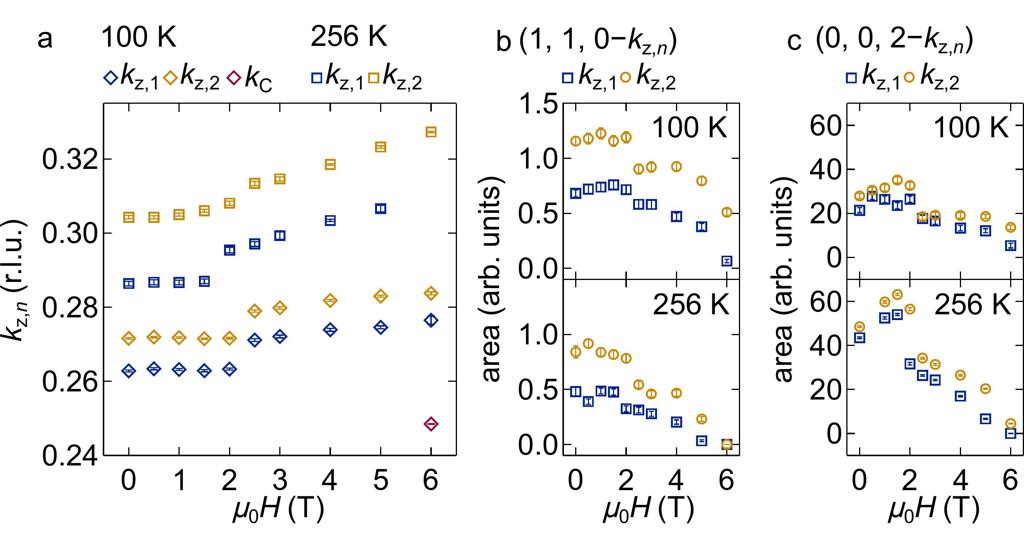 a 100 K 256 K
k_z,1 k_z,2 k_C k_z,1 k_z,2
k_z,n (r.l.u.)
0.32
0.30
0.28
0.26
0.24
0 1 2 3 4 5 6
μ₀H (T)
b (1, 1, 0−k_z,n)
k_z,1 k_z,2
area (arb. units)
100 K
1.5
1.0
0.5
0.0
256 K
1.0
0.5
0.0
0 2 4 6
μ₀H (T)
c (0, 0, 2−k_z,n)
k_z,1 k_z,2
area (arb. units)
100 K
60
40
20
0
256 K
60
40
20
0
0 2 4 6
μ₀H (T)